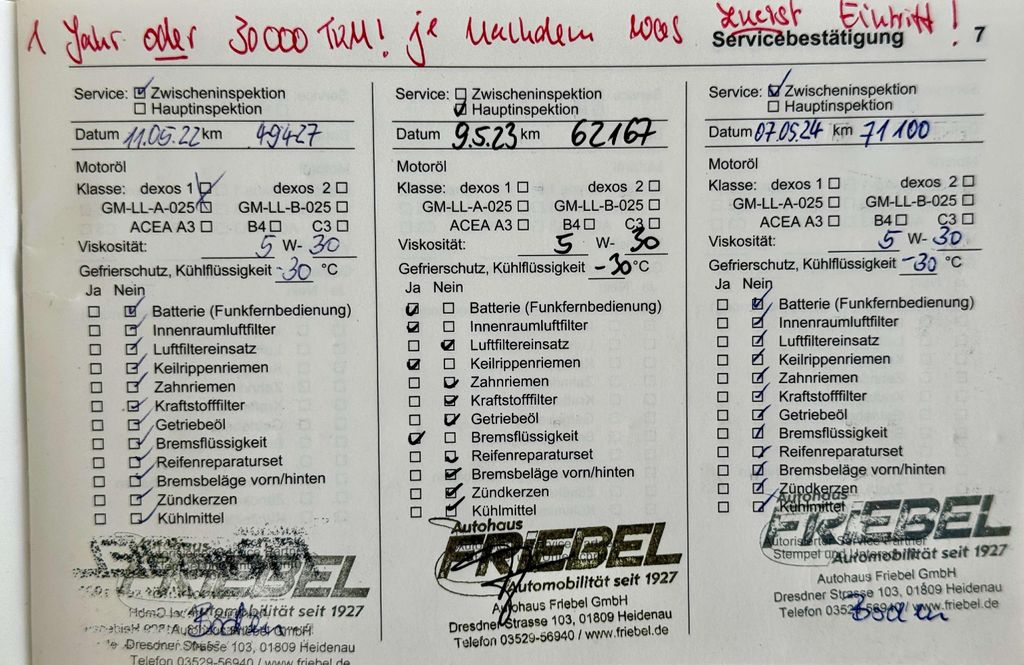 1 Jahr oder 30000 TKM! je Nachdem was zuerst Eintritt!
Servicebestätigung 7
Service: Zwischeninspektion
Hauptinspektion
Datum 11.05.22 km 49427
Motoröl
Klasse: dexos 1 dexos 2
GM-LL-A-025 GM-LL-B-025
ACEA A3 B4 C3
Viskosität: 5 W-30
Gefrierschutz, Kühlflüssigkeit -30 °C
Ja Nein
Batterie (Funkfernbedienung)
Innenraumluftfilter
Luftfiltereinsatz
Keilrippenriemen
Zahnriemen
Kraftstofffilter
Getriebeöl
Bremsflüssigkeit
Reifenreparaturset
Bremsbeläge vorn/hinten
Zündkerzen
Kühlmittel
Automobilität seit 1927
Autohaus Friebel GmbH
Dresdner Strasse 103, 01809 Heidenau
Telefon 03529-56940 / www.friebel.de
Service: Zwischeninspektion
Hauptinspektion
Datum 9.5.23 km 62167
Motoröl
Klasse: dexos 1 dexos 2
GM-LL-A-025 GM-LL-B-025
ACEA A3 B4 C3
Viskosität: 5 W-30
Gefrierschutz, Kühlflüssigkeit -30 °C
Ja Nein
Batterie (Funkfernbedienung)
Innenraumluftfilter
Luftfiltereinsatz
Keilrippenriemen
Zahnriemen
Kraftstofffilter
Getriebeöl
Bremsflüssigkeit
Reifenreparaturset
Bremsbeläge vorn/hinten
Zündkerzen
Kühlmittel
Autohaus
FRIEBEL
Automobilität seit 1927
Autohaus Friebel GmbH
Dresdner Strasse 103, 01809 Heidenau
Telefon 03529-56940 / www.friebel.de
Service: Zwischeninspektion
Hauptinspektion
Datum 07.05.24 km 71100
Motoröl
Klasse: dexos 1 dexos 2
GM-LL-A-025 GM-LL-B-025
ACEA A3 B4 C3
Viskosität: 5 W-30
Gefrierschutz, Kühlflüssigkeit -30 °C
Ja Nein
Batterie (Funkfernbedienung)
Innenraumluftfilter
Luftfiltereinsatz
Keilrippenriemen
Zahnriemen
Kraftstofffilter
Getriebeöl
Bremsflüssigkeit
Reifenreparaturset
Bremsbeläge vorn/hinten
Zündkerzen
Kühlmittel
Autohaus
FRIEBEL
Automobilität seit 1927
Autohaus Friebel GmbH
Dresdner Strasse 103, 01809 Heidenau
Telefon 03529-56940 / www.friebel.de